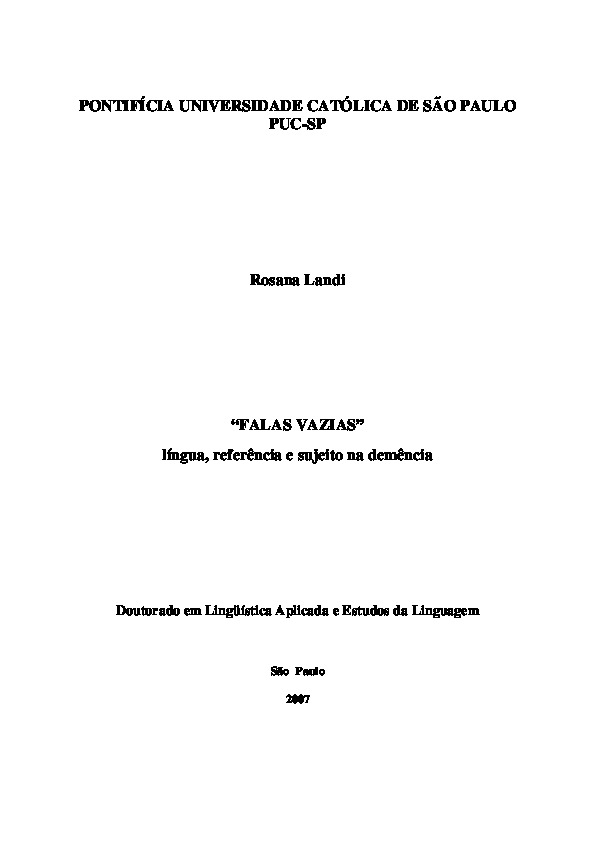 PONTIFÍCIA UNIVERSIDADE CATÓLICA DE SÃO PAULO
PUC-SP
Rosana Landi
“FALAS VAZIAS”
língua, referência e sujeito na demência
Doutorado em Lingüística Aplicada e Estudos da Linguagem
São Paulo
2007